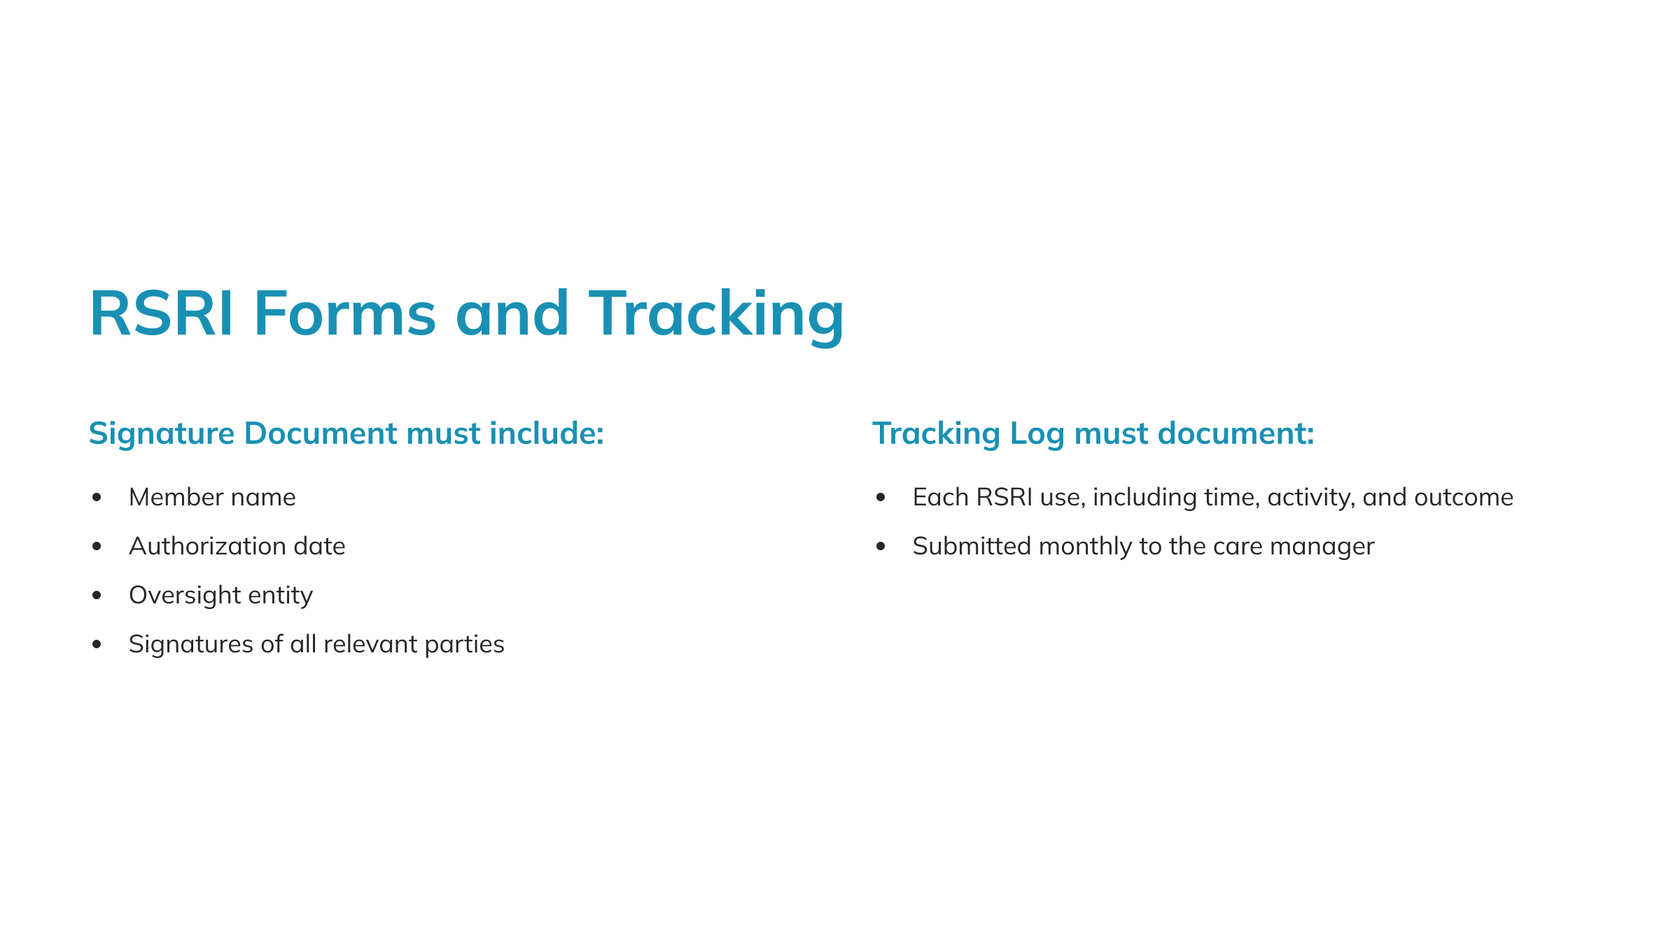 RSRI Forms and Tracking
Signature Document must include:
• Member name
• Authorization date
• Oversight entity
• Signatures of all relevant parties
Tracking Log must document:
• Each RSRI use, including time, activity, and outcome
• Submitted monthly to the care manager